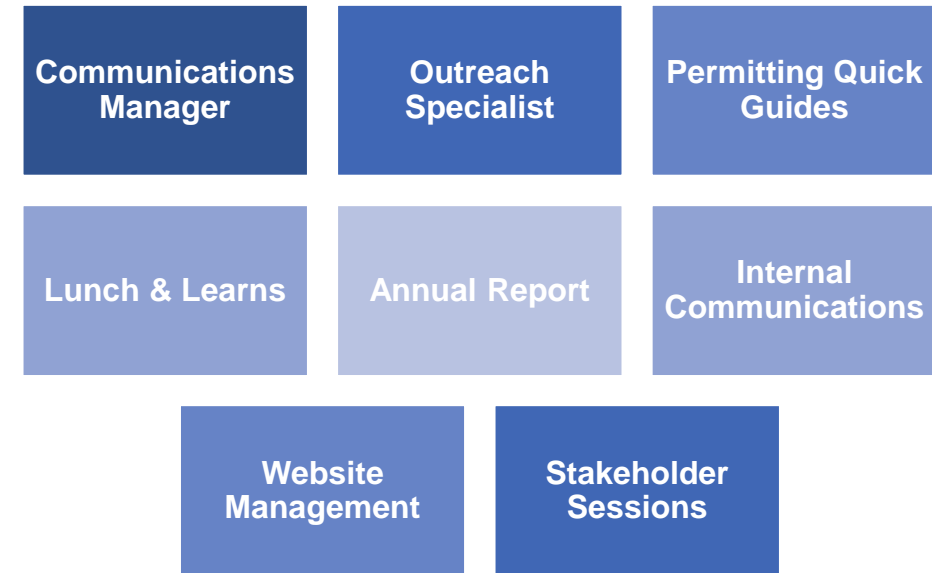 Communications
Manager
Outreach
Specialist
Permitting Quick
Guides
Lunch & Learns
Annual Report
Internal
Communications
Website
Management
Stakeholder
Sessions